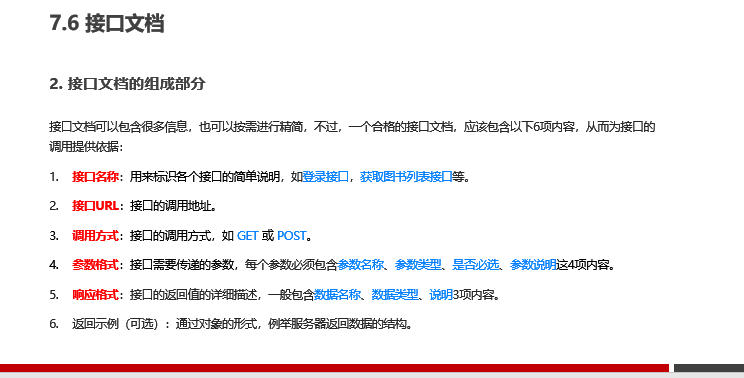 7.6 接口文档
2. 接口文档的组成部分
接口文档可以包含很多信息，也可以按需进行精简，不过，一个合格的接口文档，应该包含以下6项内容，从而为接口的
调用提供依据：
1. 接口名称：用来标识各个接口的简单说明，如登录接口，获取图书列表接口等。
2. 接口URL：接口的调用地址。
3. 调用方式：接口的调用方式，如 GET 或 POST。
4. 参数格式：接口需要传递的参数，每个参数必须包含参数名称、参数类型、是否必选、参数说明这4项内容。
5. 响应格式：接口的返回值的详细描述，一般包含数据名称、数据类型、说明3项内容。
6. 返回示例（可选）：通过对象的形式，例举服务器返回数据的结构。